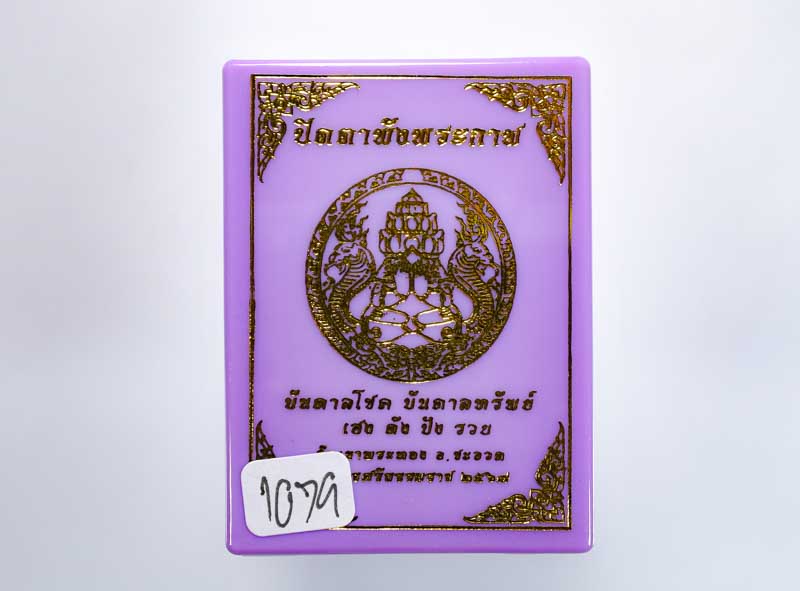 ปิดตาพังพระกาฬ
บันดาลโชค บันดาลทรัพย์
เฮง ดัง ปัง รวย
เขาพระทอง อ.ชะอวด
ศรีธรรมราช ๒๕๖๗
1079